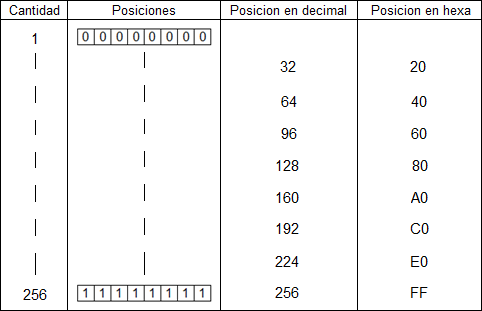 Cantidad Posiciones Posicion en decimal Posicion en hexa
1 0 0 0 0 0 0 0 0
32 20
64 40
96 60
128 80
160 A0
192 C0
224 E0
256 1 1 1 1 1 1 1 1 256 FF